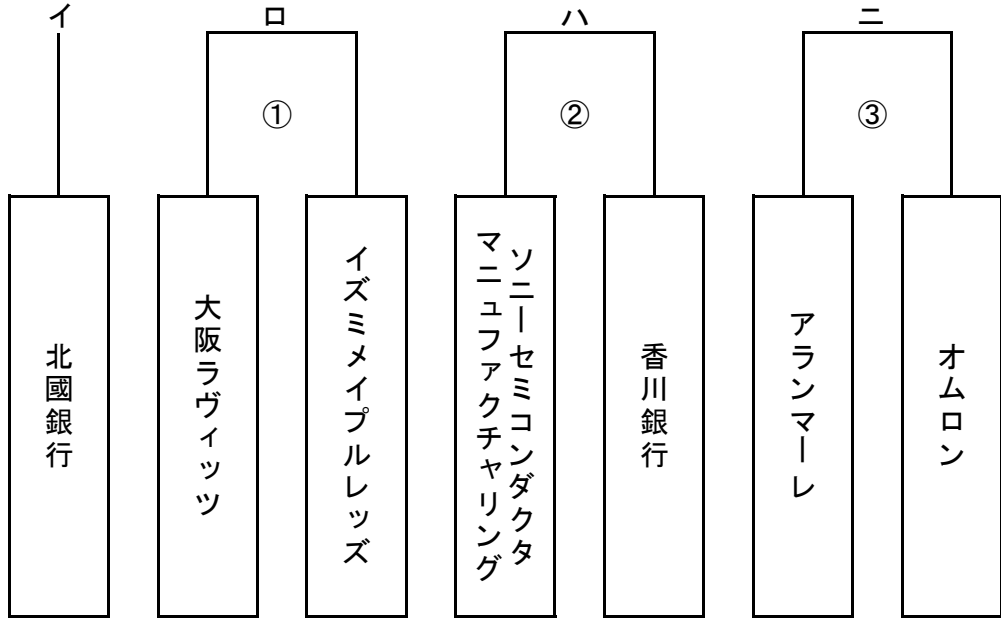 イ
ロ
ハ
ニ
①
②
③
北國銀行
大阪ラヴィッツ
イズミメイプルレッズ
ソニーセミコンダクタ
マニュファクチャリング
香川銀行
アランマーレ
オムロン